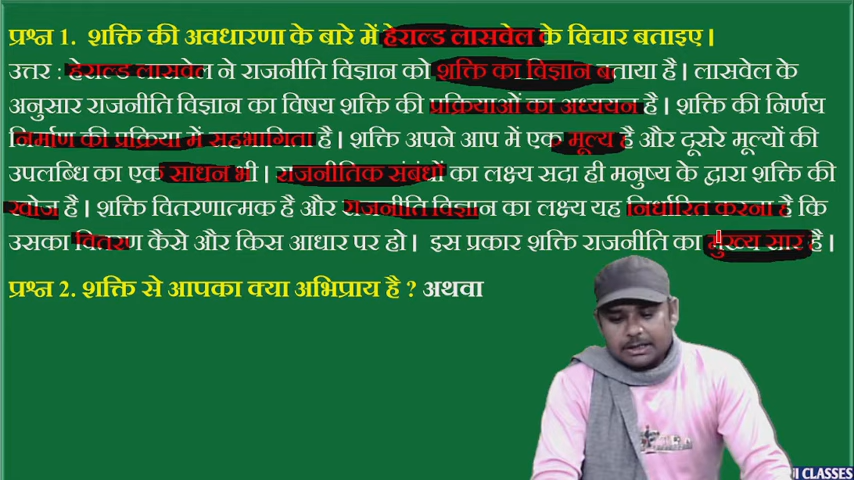 प्रश्न 1. शक्ति की अवधारणा के बारे में हेराल्ड लासवेल के विचार बताइए |
उत्तर : हेराल्ड लासवेल ने राजनीति विज्ञान को शक्ति का विज्ञान बताया है | लासवेल के
अनुसार राजनीति विज्ञान का विषय शक्ति की प्रक्रियाओं का अध्ययन है | शक्ति की निर्णय
निर्माण की प्रक्रिया में सहभागिता है | शक्ति अपने आप में एक मूल्य है और दूसरे मूल्यों की
उपलब्धि का एक साधन भी | राजनीतिक संबंधों का लक्ष्य सदा ही मनुष्य के द्वारा शक्ति की
खोज है | शक्ति वितरणात्मक है और राजनीति विज्ञान का लक्ष्य यह निर्धारित करना है कि
उसका वितरण कैसे और किस आधार पर हो | इस प्रकार शक्ति राजनीति का मुख्य सार है |
प्रश्न 2. शक्ति से आपका क्या अभिप्राय है ? अथवा
CLASSES